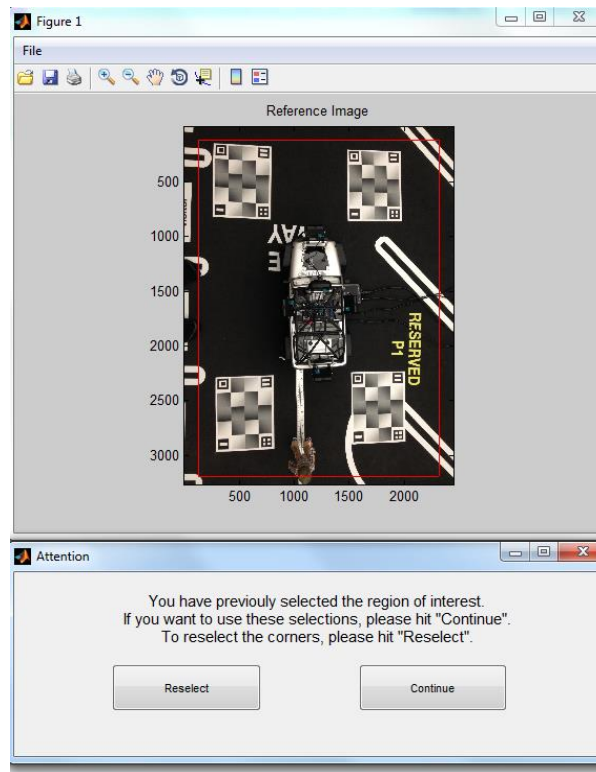 Figure 1
File
Reference Image
500
1000
1500
2000
2500
3000
WAY
E
RESERVED
P1
500 1000 1500 2000
Attention
You have previouly selected the region of interest.
If you want to use these selections, please hit "Continue".
To reselect the corners, please hit "Reselect".
Reselect Continue